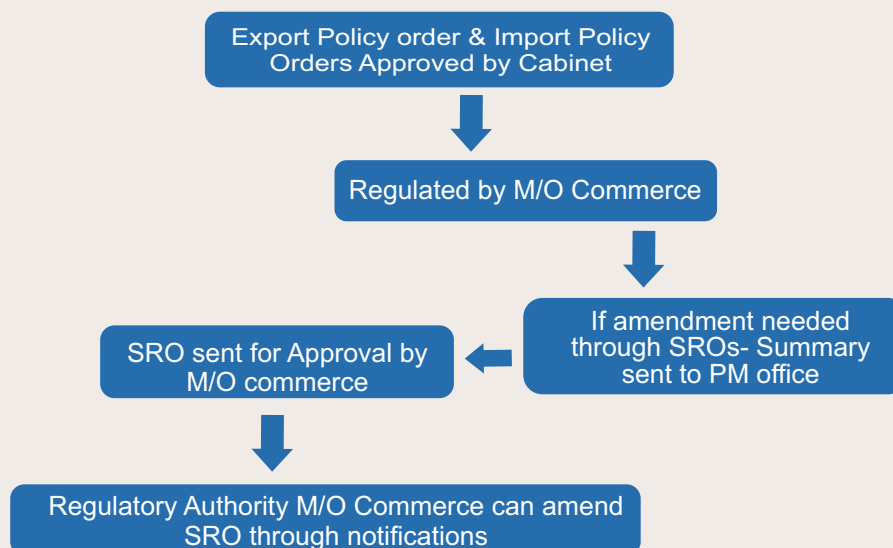 Export Policy order & Import Policy
Orders Approved by Cabinet
Regulated by M/O Commerce
If amendment needed
through SROs- Summary
sent to PM office
SRO sent for Approval by
M/O commerce
Regulatory Authority M/O Commerce can amend
SRO through notifications